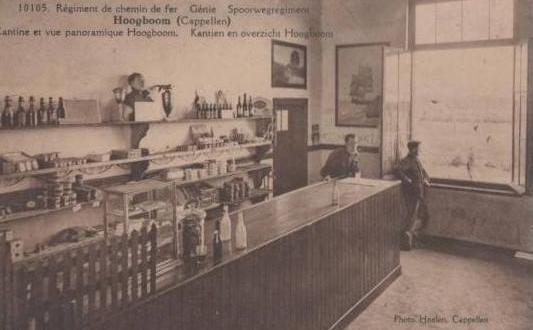 10105. Régiment de chemin de fer Génie Spoorwegregiment
Hoogboom (Cappellen)
Cantine et vue panoramique Hoogboom. Kantien en overzicht Hoogboom
Photo Hoelen, Cappellen